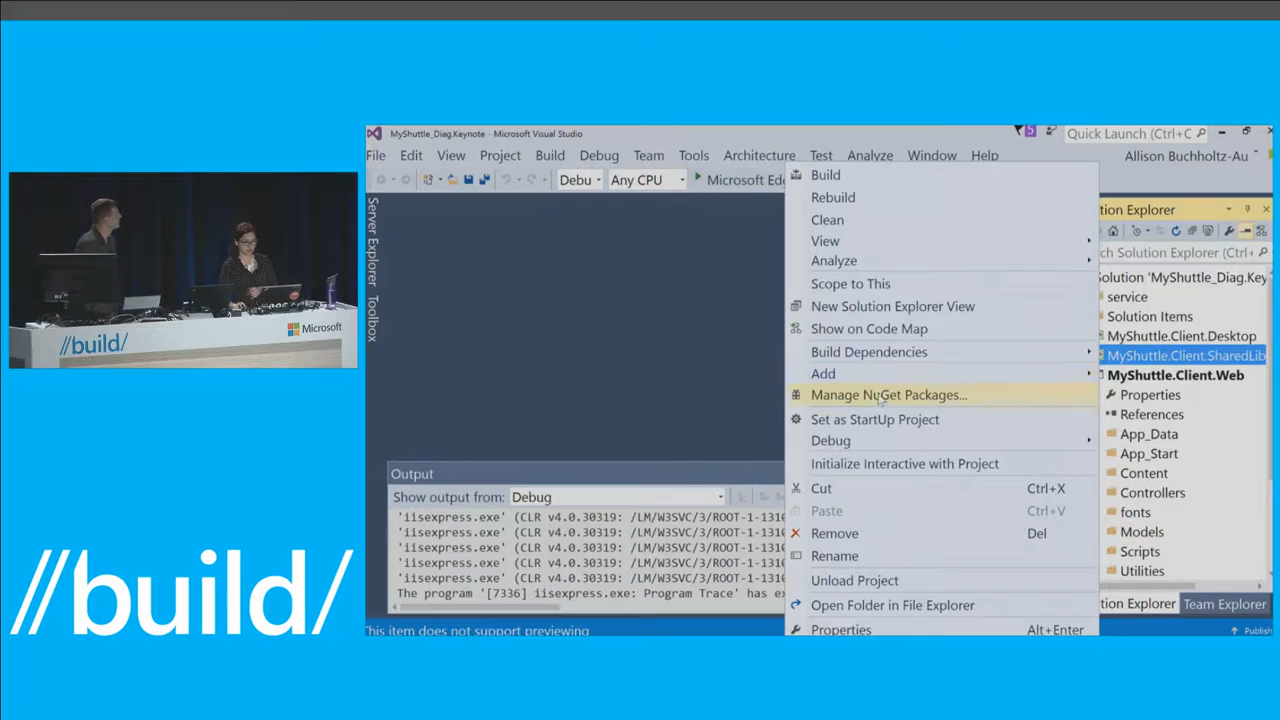 MyShuttle_Diag.Keynote - Microsoft Visual Studio
5
Quick Launch (Ctrl+C
File Edit View Project Build Debug Team Tools Architecture Test Analyze Window Help
Allison Buchholtz-Au
Debu
Any CPU
Microsoft Ed
Server Explorer
Toolbox
Build
Rebuild
Clean
View
Analyze
Scope to This
New Solution Explorer View
Show on Code Map
Build Dependencies
Add
Manage NuGet Packages...
Set as StartUp Project
Debug
Initialize Interactive with Project
Cut Ctrl+X
Paste Ctrl+V
Remove Del
Rename
Unload Project
Open Folder in File Explorer
Properties Alt+Enter
tion Explorer
ch Solution Explorer (Ctrl+
Solution 'MyShuttle_Diag.Key
service
Solution Items
MyShuttle.Client.Desktop
MyShuttle.Client.SharedLib
MyShuttle.Client.Web
Properties
References
App_Data
App_Start
Content
Controllers
fonts
Models
Scripts
Utilities
tion Explorer Team Explorer
Output
Show output from: Debug
'iisexpress.exe' (CLR v4.0.30319: /LM/W3SVC/3/ROOT-1-1310
'iisexpress.exe' (CLR v4.0.30319: /LM/W3SVC/3/ROOT-1-1310
'iisexpress.exe' (CLR v4.0.30319: /LM/W3SVC/3/ROOT-1-1310
'iisexpress.exe' (CLR v4.0.30319: /LM/W3SVC/3/ROOT-1-1310
'iisexpress.exe' (CLR v4.0.30319: /LM/W3SVC/3/ROOT-1-1310
The program '[7336] iisexpress.exe: Program Trace' has ex
This item does not support previewing
Publish
//build/
Microsoft
//build/